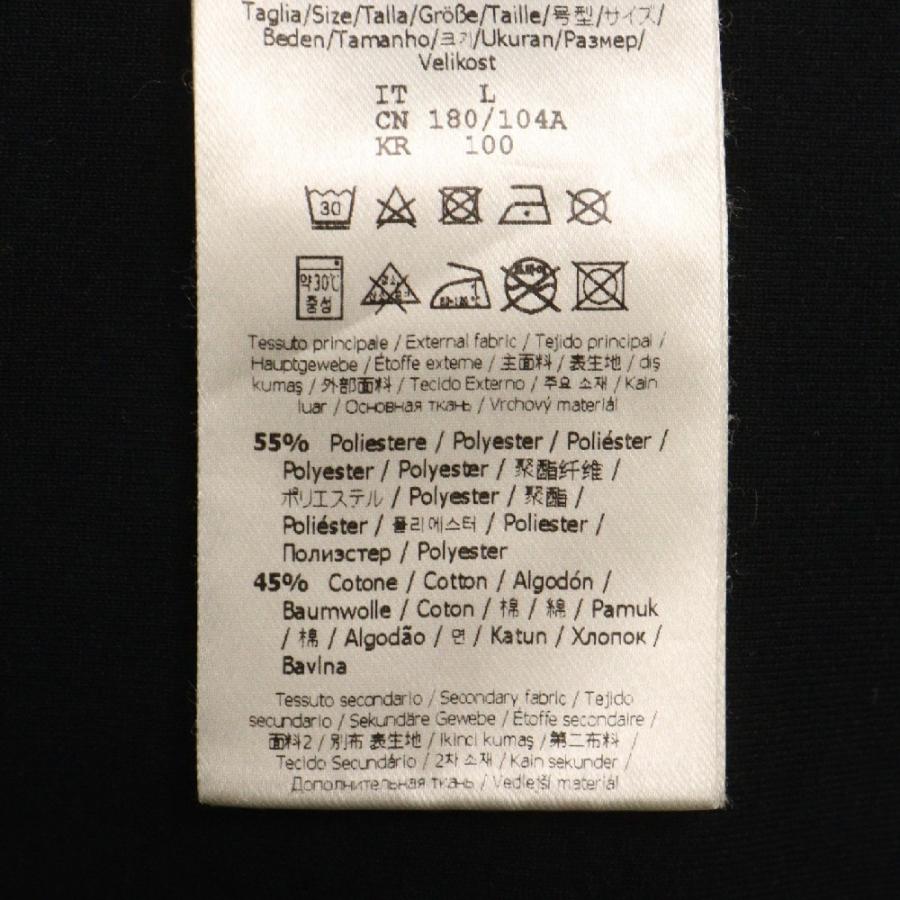 Taglia/Size/Talla/Größe/Taille/号型/サイズ/
Beden/Tamanho/크기/Ukuran/Размер/
Velikost
IT L
CN 180/104A
KR 100
30
약30℃
중성
Tessuto principale / External fabric / Tejido principal /
Hauptgewebe / Étoffe externe / 主面料 / 表生地 / dış
kumaş / 外部面料 / Tecido Externo / 주요 소재 / Kain
luar / Основная ткань / Vrchový materiál
55% Poliestere / Polyester / Poliéster /
Polyester / Polyester / 聚酯纤维 /
ポリエステル / Polyester / 聚酯 /
Poliéster / 폴리에스터 / Poliester /
Полиэстер / Polyester
45% Cotone / Cotton / Algodón /
Baumwolle / Coton / 棉 / 綿 / Pamuk
/ 棉 / Algodão / 면 / Katun / Хлопок /
Bavlna
Tessuto secondario / Secondary fabric / Tejido
secundario / Sekundäre Gewebe / Étoffe secondaire /
面料2 / 別布 表生地 / Ikinci kumaş / 第二布料 /
Tecido Secundário / 2차 소재 / Kain sekunder /
Дополнительная ткань / Vedlejší materiál